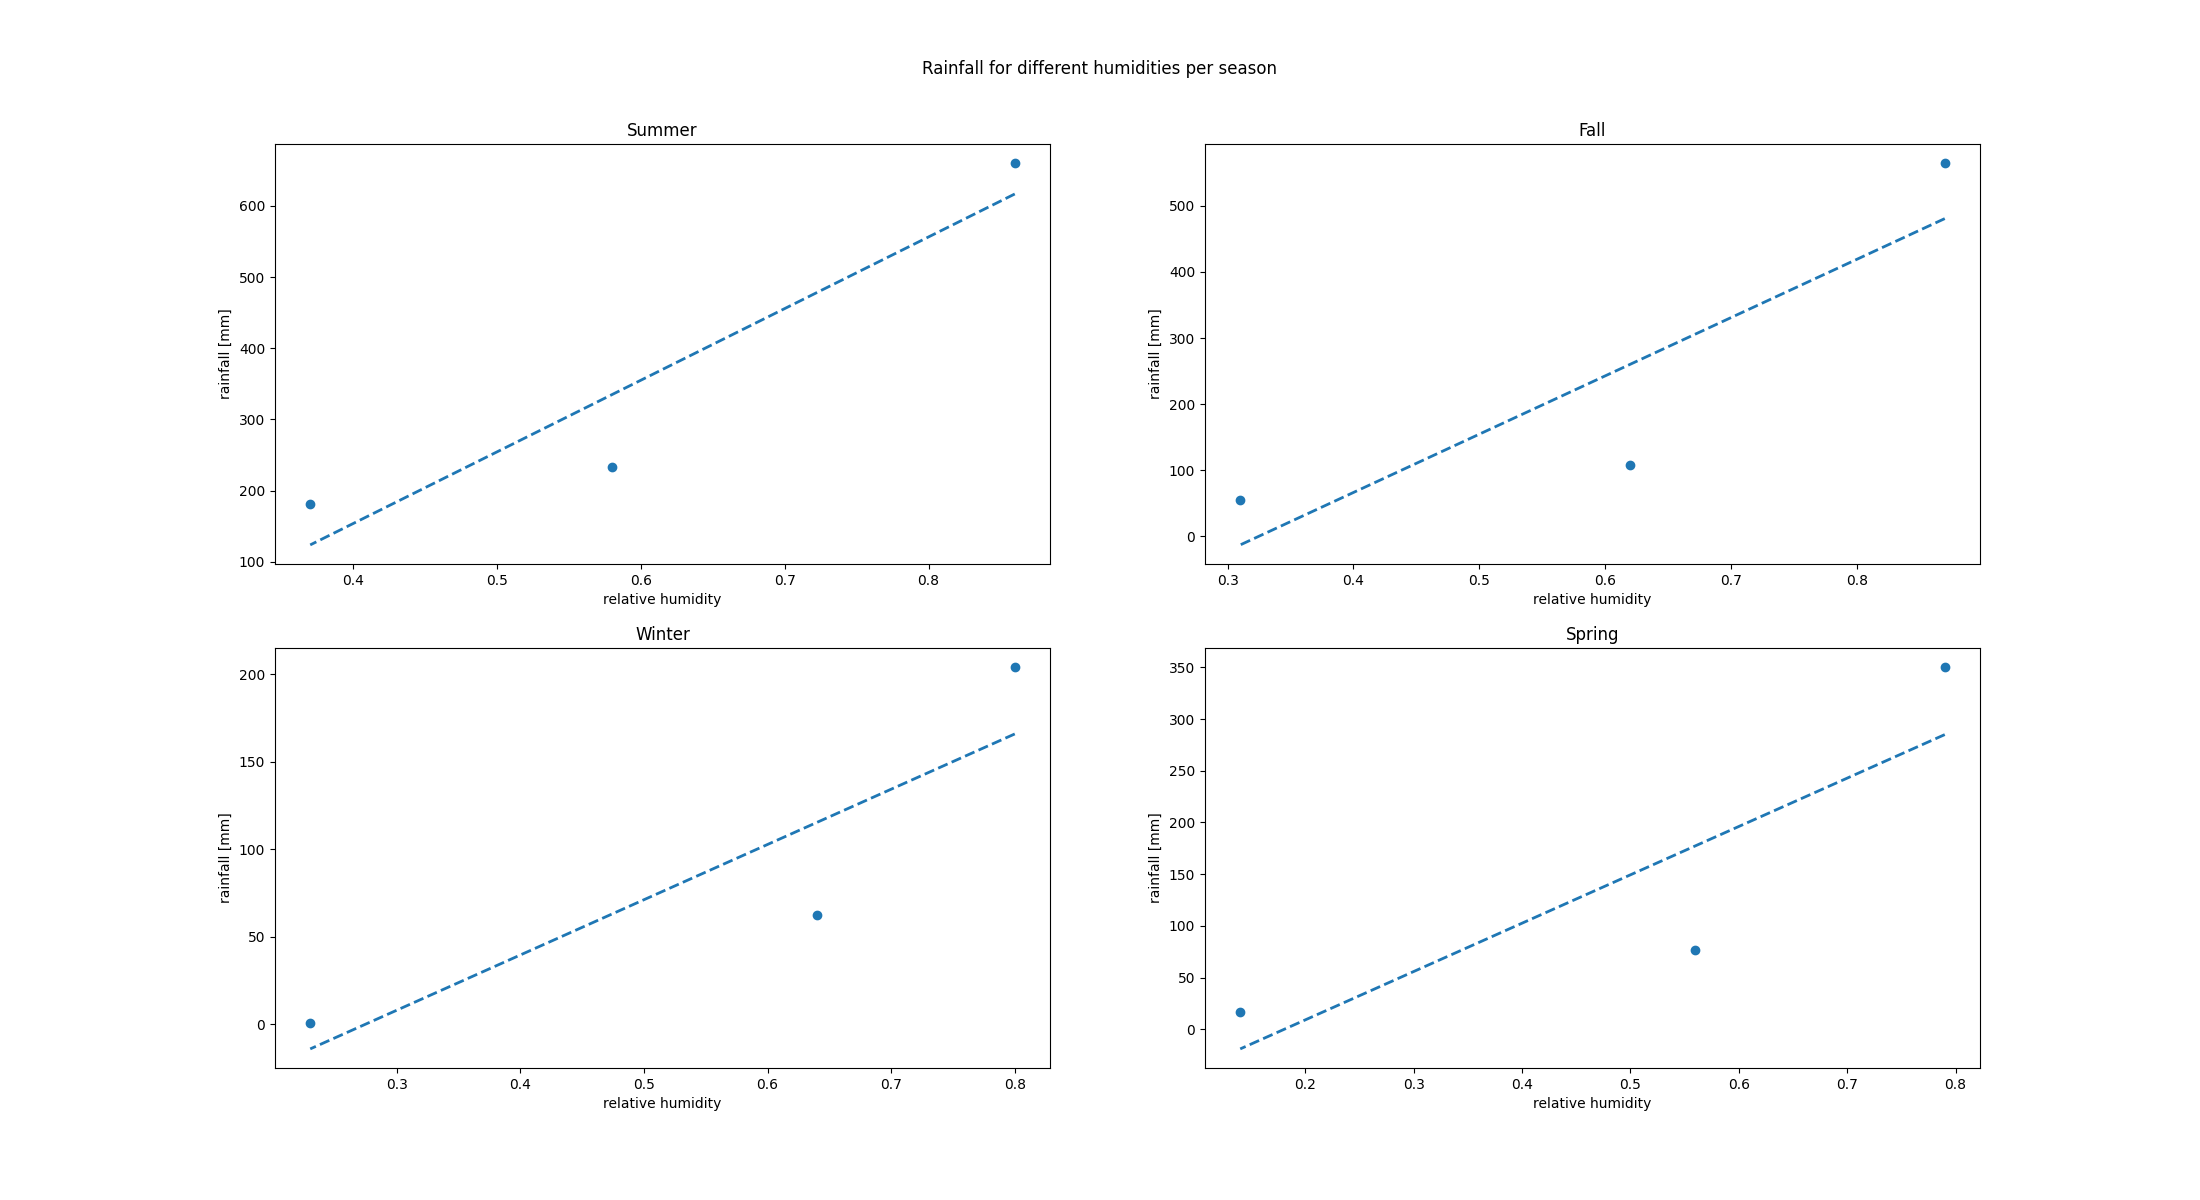 Rainfall for different humidities per season
Summer
600
500
400
300
200
100
rainfall [mm]
0.4 0.5 0.6 0.7 0.8
relative humidity
Fall
500
400
300
200
100
0
rainfall [mm]
0.3 0.4 0.5 0.6 0.7 0.8
relative humidity
Winter
200
150
100
50
0
rainfall [mm]
0.3 0.4 0.5 0.6 0.7 0.8
relative humidity
Spring
350
300
250
200
150
100
50
0
rainfall [mm]
0.2 0.3 0.4 0.5 0.6 0.7 0.8
relative humidity